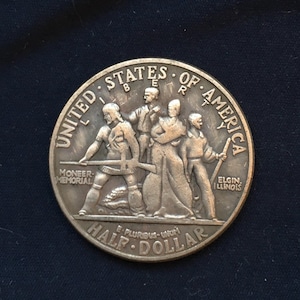 UNITED · STATES · OF · AMERICA
LIBERTY
PIONEER
MEMORIAL
ELGIN,
ILLINOIS
E · PLURIBUS · UNUM
HALF · DOLLAR